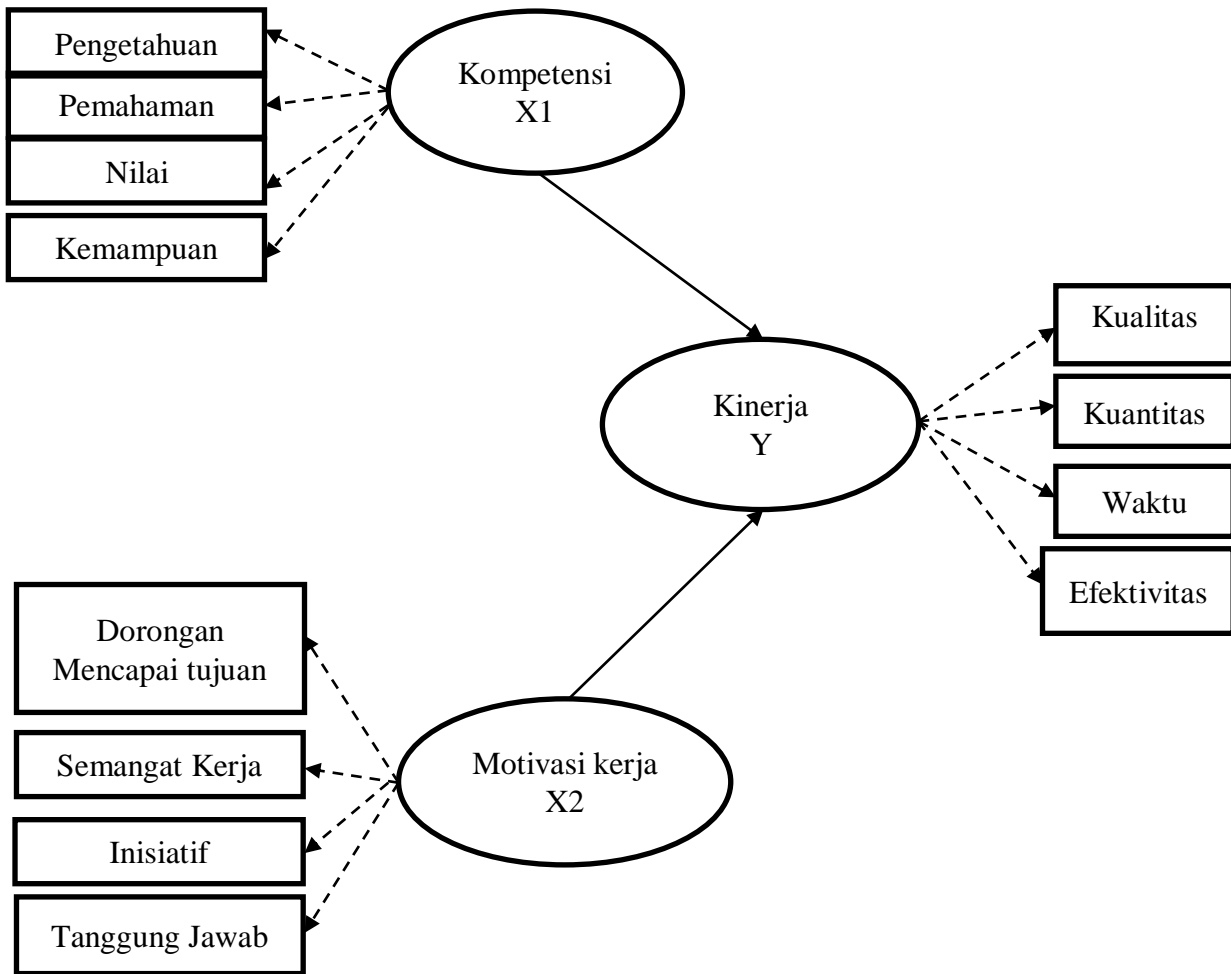 Pengetahuan
Pemahaman
Nilai
Kemampuan
Kompetensi
X1
Kinerja
Y
Kualitas
Kuantitas
Waktu
Efektivitas
Dorongan
Mencapai tujuan
Semangat Kerja
Inisiatif
Tanggung Jawab
Motivasi kerja
X2